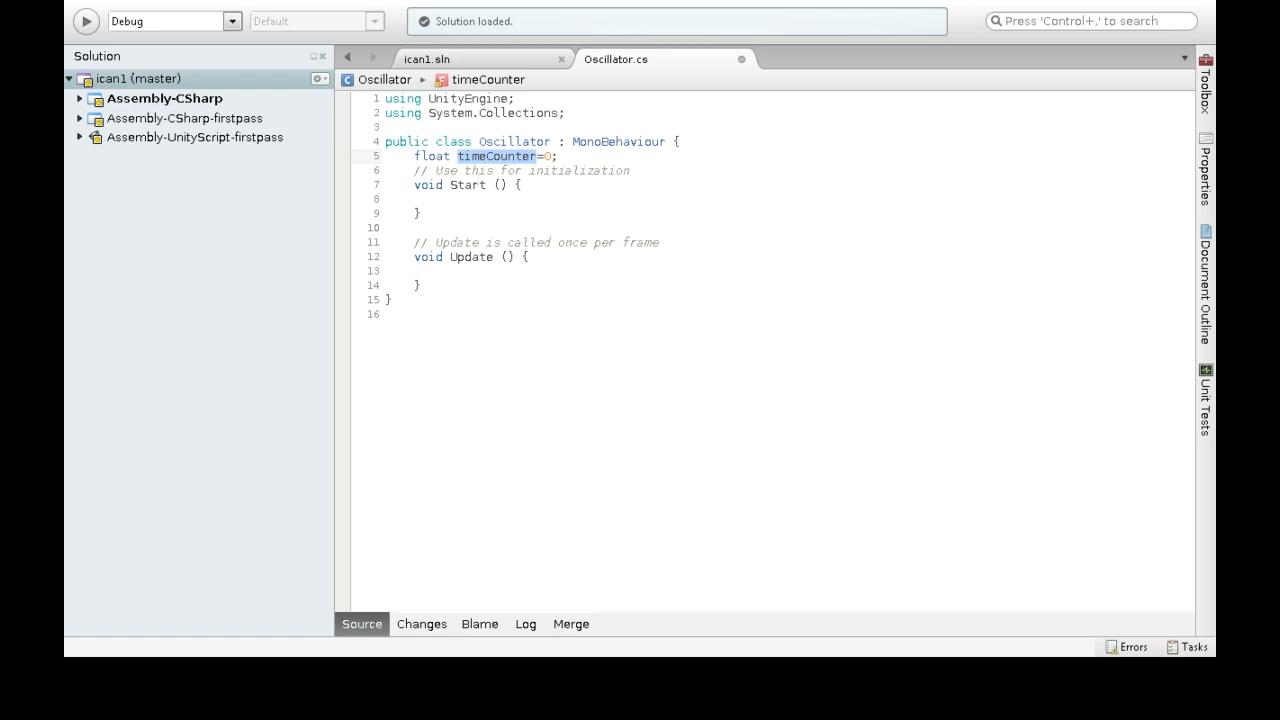 Debug
Default
Solution loaded.
Press 'Control+,' to search
Solution
ican1.sln
Oscillator.cs
ican1 (master)
Oscillator
timeCounter
Assembly-CSharp
Assembly-CSharp-firstpass
Assembly-UnityScript-firstpass
1 using UnityEngine;
2 using System.Collections;
3
4 public class Oscillator : MonoBehaviour {
5 float timeCounter=0;
6 // Use this for initialization
7 void Start () {
8
9 }
10
11 // Update is called once per frame
12 void Update () {
13
14 }
15 }
16
Toolbox
Properties
Document Outline
Unit Tests
Source
Changes
Blame
Log
Merge
Errors
Tasks